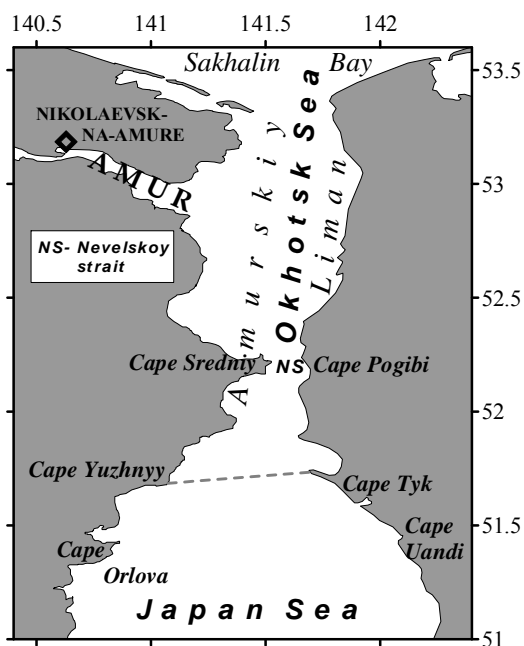 140.5 141 141.5 142
Sakhalin Bay
53.6
NIKOLAEVSK-
NA-AMURE
AMUR
53
Amurskiy
Liman
Okhotsk Sea
NS- Nevelskoy
strait
52.5
Cape Sredniy
NS
Cape Pogibi
52
Cape Yuzhnyy
Cape Tyk
51.5
Cape
Uandi
Cape
Orlova
Japan Sea
51